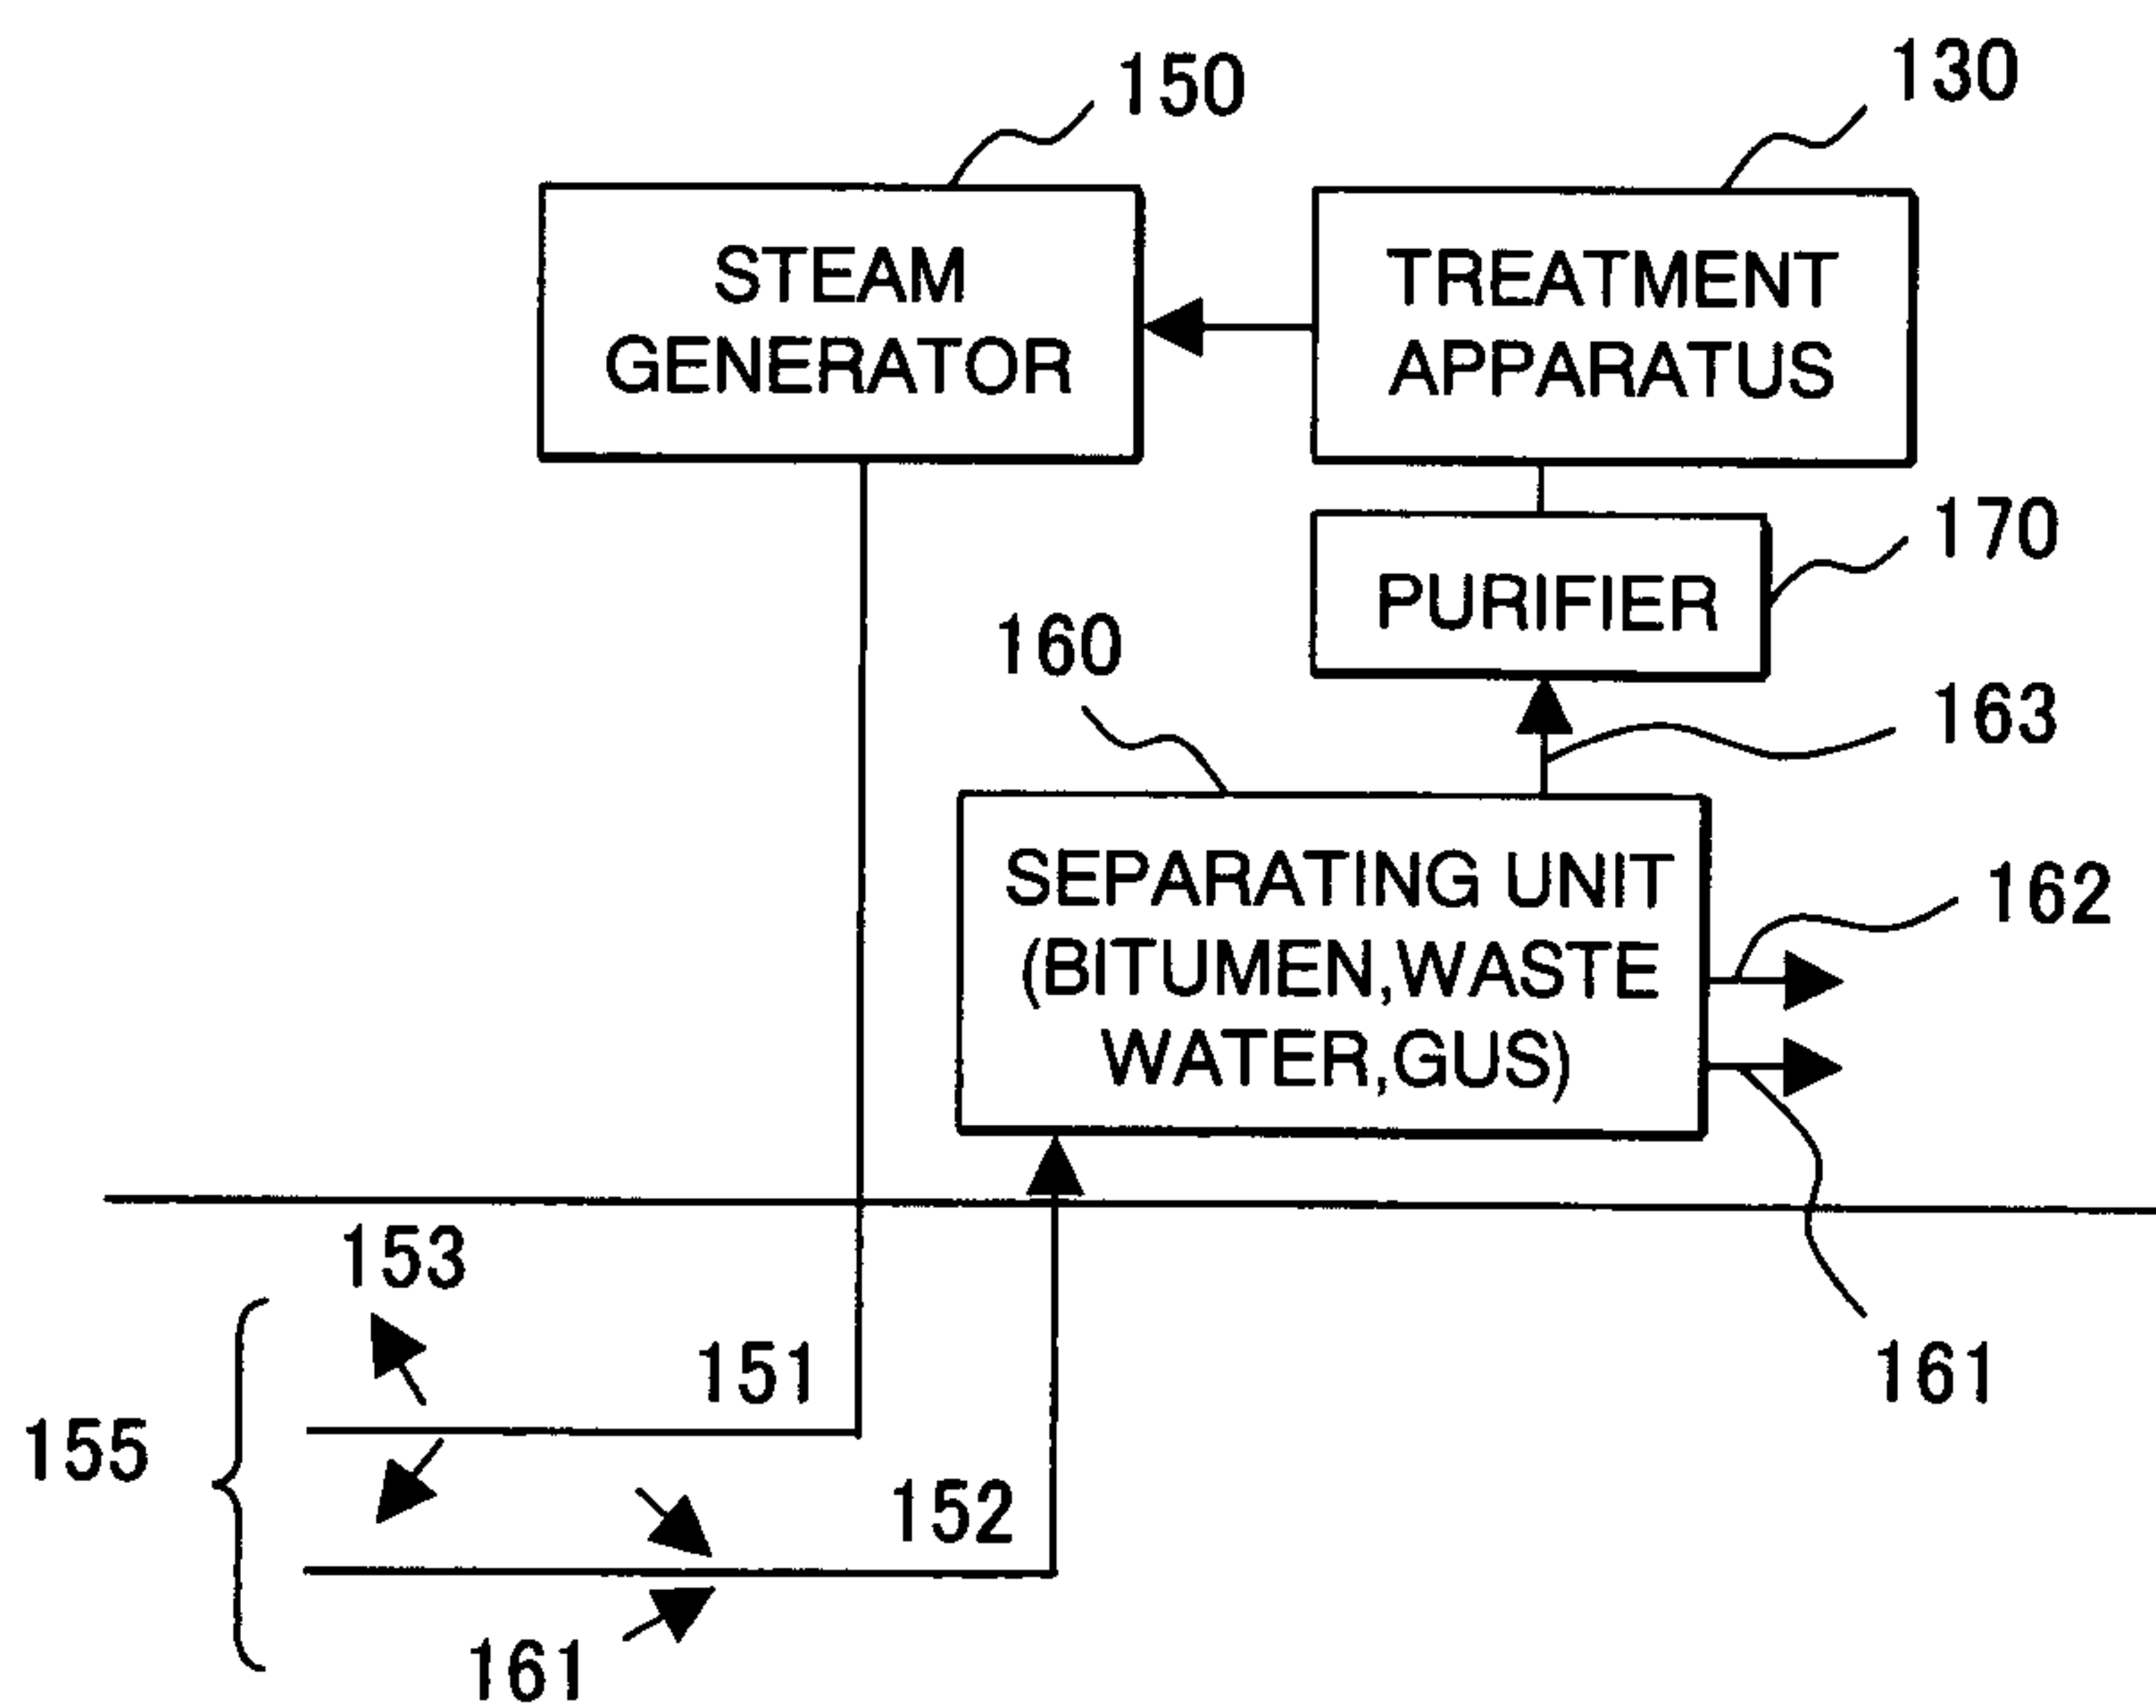 150
130
STEAM
GENERATOR
TREATMENT
APPARATUS
170
PURIFIER
160
163
SEPARATING UNIT
(BITUMEN,WASTE
WATER,GUS)
162
153
161
151
155
152
161